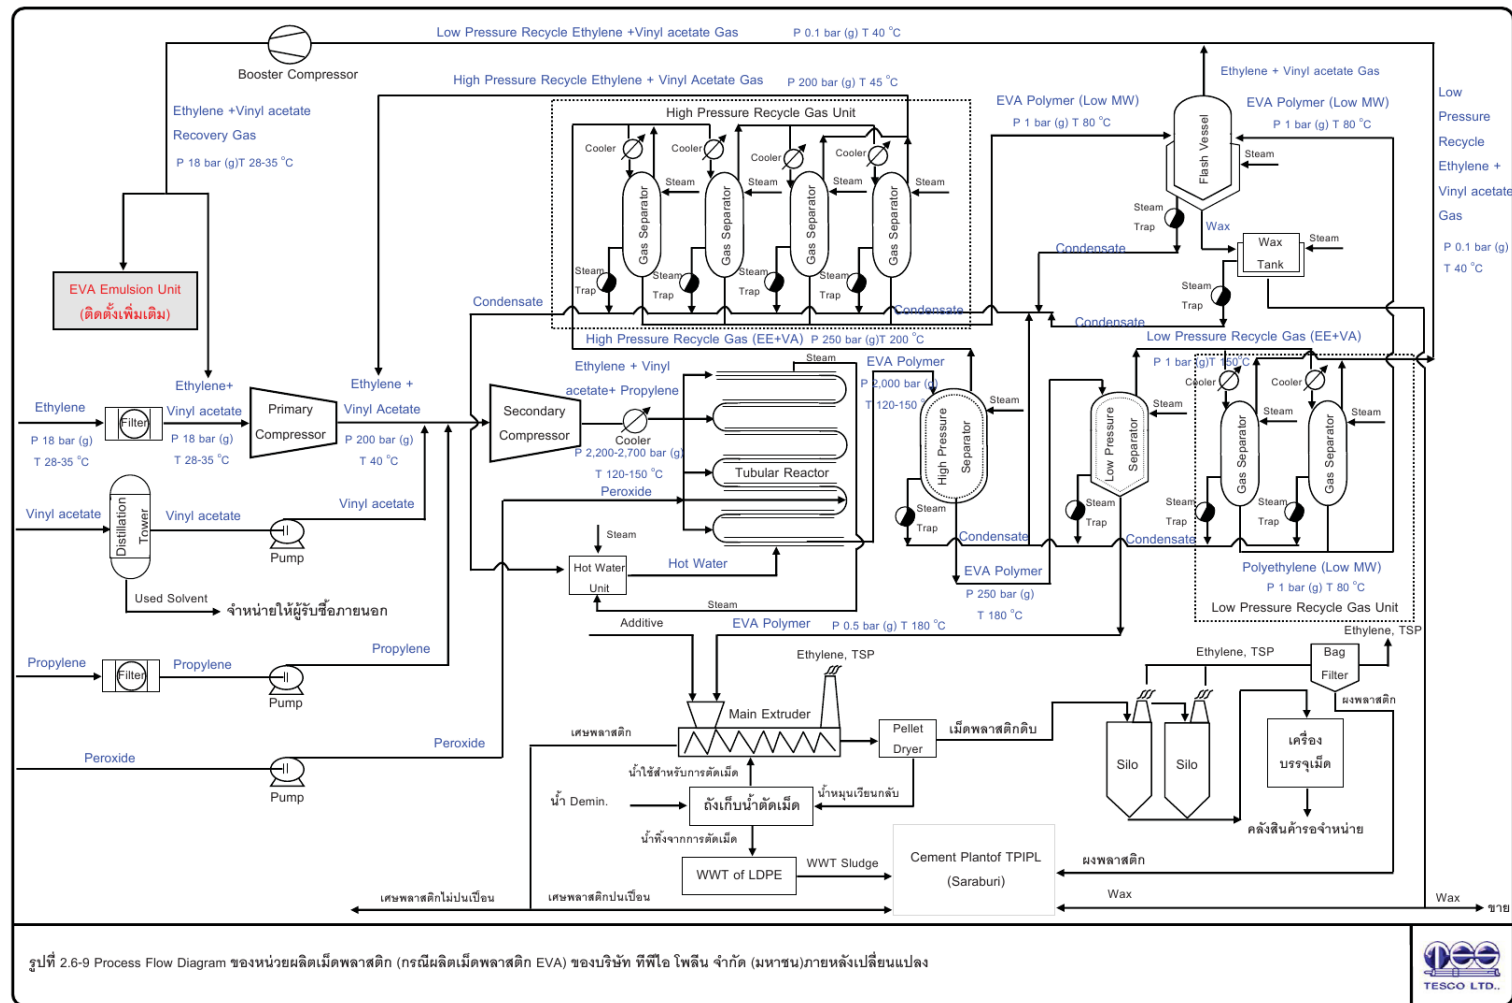 Low Pressure Recycle Ethylene +Vinyl acetate Gas P 0.1 bar (g) T 40 °C
Booster Compressor
High Pressure Recycle Ethylene + Vinyl Acetate Gas P 200 bar (g) T 45 °C
Ethylene +Vinyl acetate
Recovery Gas
P 18 bar (g)T 28-35 °C
EVA Emulsion Unit
(ติดตั้งเพิ่มเติม)
High Pressure Recycle Gas Unit
Cooler
Cooler
Cooler
Cooler
Steam
Steam
Steam
Steam
Gas Separator
Gas Separator
Gas Separator
Gas Separator
Steam
Trap
Steam
Trap
Steam
Trap
Steam
Trap
Condensate
Condensate
EVA Polymer (Low MW)
P 1 bar (g) T 80 °C
Ethylene + Vinyl acetate Gas
EVA Polymer (Low MW)
P 1 bar (g) T 80 °C
Flash Vessel
Steam
Steam
Trap
Wax
Wax
Tank
Steam
Steam
Trap
Condensate
Condensate
Low
Pressure
Recycle
Ethylene +
Vinyl acetate
Gas
P 0.1 bar (g)
T 40 °C
High Pressure Recycle Gas (EE+VA) P 250 bar (g)T 200 °C
Low Pressure Recycle Gas (EE+VA)
P 1 bar (g)T 150°C
Ethylene
P 18 bar (g)
T 28-35 °C
Filter
Ethylene+
Vinyl acetate
P 18 bar (g)
T 28-35 °C
Primary
Compressor
Ethylene +
Vinyl Acetate
P 200 bar (g)
T 40 °C
Secondary
Compressor
Ethylene + Vinyl
acetate+ Propylene
Cooler
P 2,200-2,700 bar (g)
T 120-150 °C
Peroxide
Steam
Tubular Reactor
EVA Polymer
P 2,000 bar (g)
T 120-150 °C
High Pressure
Separator
Steam
Steam
Trap
Low Pressure
Separator
Steam
Steam
Trap
Cooler
Cooler
Steam
Steam
Gas Separator
Gas Separator
Steam
Trap
Steam
Trap
Condensate
Condensate
Polyethylene (Low MW)
P 1 bar (g) T 80 °C
Low Pressure Recycle Gas Unit
Vinyl acetate
Distillation
Tower
Vinyl acetate
Pump
Vinyl acetate
Used Solvent
จำหน่ายให้ผู้รับซื้อภายนอก
Steam
Hot Water
Unit
Hot Water
Steam
EVA Polymer
P 250 bar (g)
T 180 °C
EVA Polymer P 0.5 bar (g) T 180 °C
Additive
Propylene
Filter
Propylene
Pump
Propylene
Ethylene, TSP
Main Extruder
เศษพลาสติก
Pellet
Dryer
เม็ดพลาสติกดิบ
Ethylene, TSP
Ethylene, TSP
Bag
Filter
ผงพลาสติก
Silo
Silo
เครื่อง
บรรจุเม็ด
คลังสินค้ารอจำหน่าย
Peroxide
Pump
Peroxide
น้ำใช้สำหรับการตัดเม็ด
น้ำ Demin.
ถังเก็บน้ำตัดเม็ด
น้ำหมุนเวียนกลับ
น้ำทิ้งจากการตัดเม็ด
WWT of LDPE
WWT Sludge
Cement Plantof TPIPL
(Saraburi)
ผงพลาสติก
เศษพลาสติกไม่ปนเปื้อน
เศษพลาสติกปนเปื้อน
Wax
Wax
ขาย
รูปที่ 2.6-9 Process Flow Diagram ของหน่วยผลิตเม็ดพลาสติก (กรณีผลิตเม็ดพลาสติก EVA) ของบริษัท ทีพีไอ โพลีน จำกัด (มหาชน)ภายหลังเปลี่ยนแปลง
TESCO LTD..